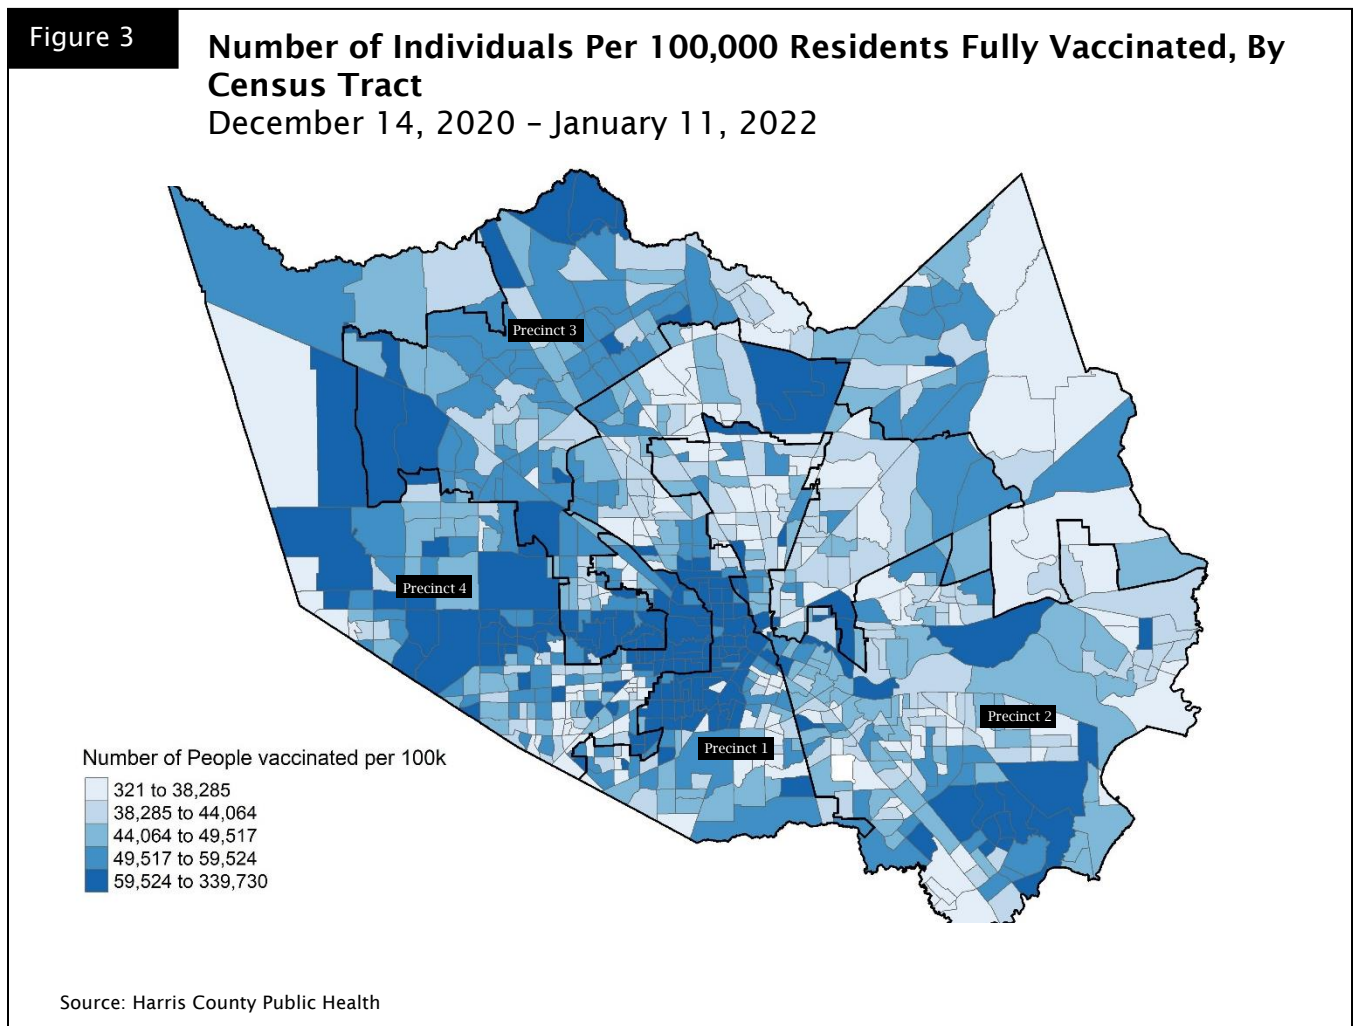 Figure 3
Number of Individuals Per 100,000 Residents Fully Vaccinated, By
Census Tract
December 14, 2020 – January 11, 2022
Precinct 3
Precinct 4
Precinct 2
Precinct 1
Number of People vaccinated per 100k
321 to 38,285
38,285 to 44,064
44,064 to 49,517
49,517 to 59,524
59,524 to 339,730
Source: Harris County Public Health